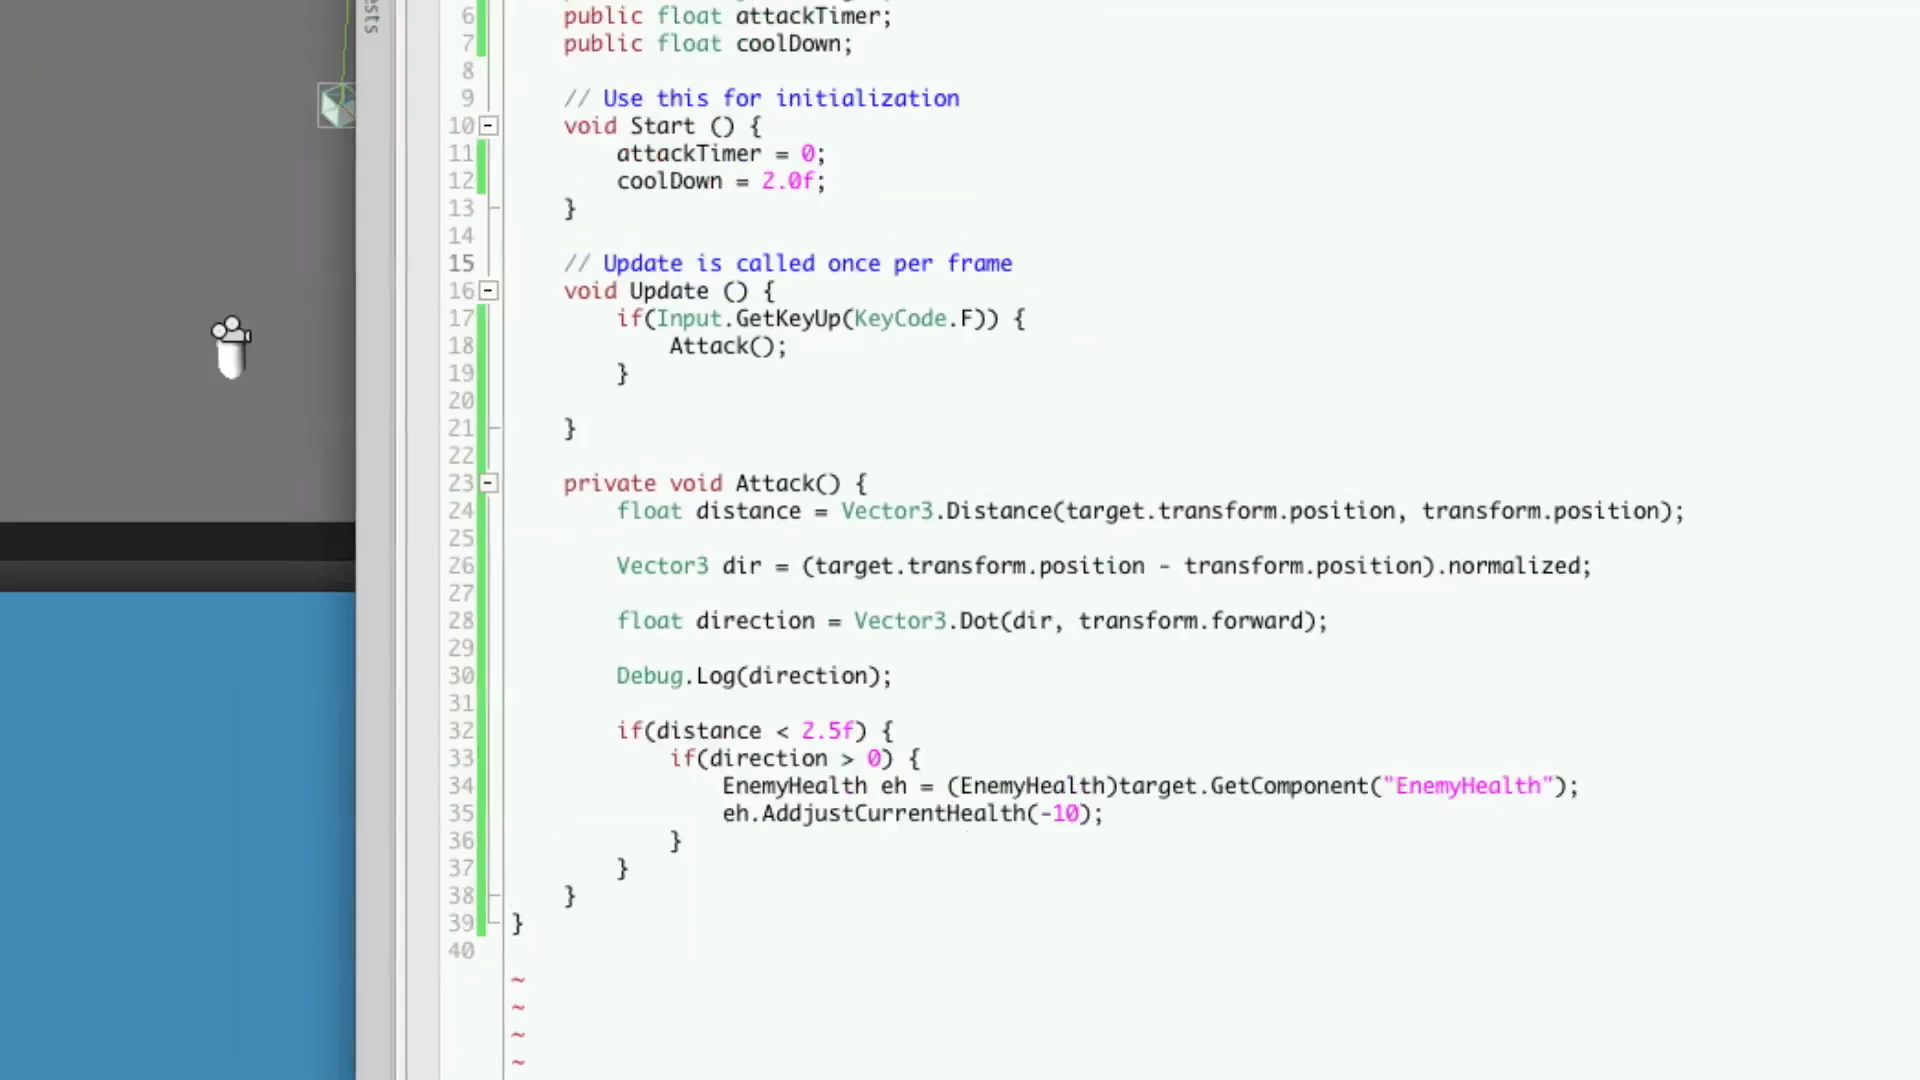 ests
6 public float attackTimer;
7 public float coolDown;
8
9 // Use this for initialization
10 void Start () {
11 attackTimer = 0;
12 coolDown = 2.0f;
13 }
14
15 // Update is called once per frame
16 void Update () {
17 if(Input.GetKeyUp(KeyCode.F)) {
18 Attack();
19 }
20
21 }
22
23 private void Attack() {
24 float distance = Vector3.Distance(target.transform.position, transform.position);
25
26 Vector3 dir = (target.transform.position - transform.position).normalized;
27
28 float direction = Vector3.Dot(dir, transform.forward);
29
30 Debug.Log(direction);
31
32 if(distance < 2.5f) {
33 if(direction > 0) {
34 EnemyHealth eh = (EnemyHealth)target.GetComponent("EnemyHealth");
35 eh.AddjustCurrentHealth(-10);
36 }
37 }
38 }
39 }
40
~
~
~
~